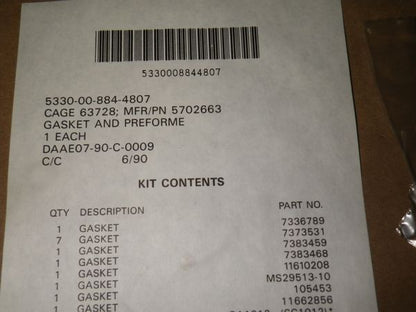 5330008844807
5330-00-884-4807
CAGE 63728; MFR/PN 5702663
GASKET AND PREFORME
1 EACH
DAAE07-90-C-0009
C/C 6/90
KIT CONTENTS
QTY DESCRIPTION PART NO.
1 GASKET 7336789
7 GASKET 7373531
1 GASKET 7383459
1 GASKET 7383468
1 GASKET 11610208
1 GASKET MS29513-10
1 GASKET 105453
1 GASKET 11662856